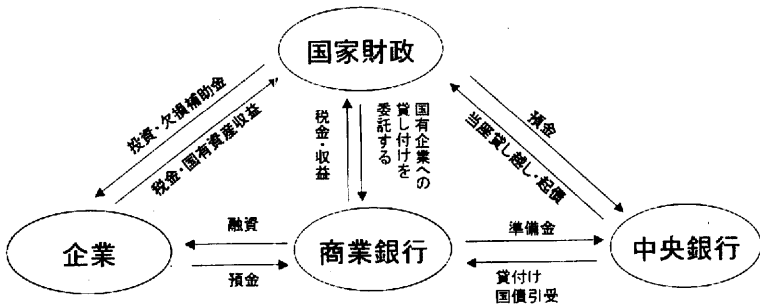 国家財政
投資・欠損補助金
税金・国有資産収益
税金・収益
国有企業への
貸し付けを
委託する
預金
当座貸し越し・起債
企業
融資
預金
商業銀行
準備金
貸付け
国債引受
中央銀行